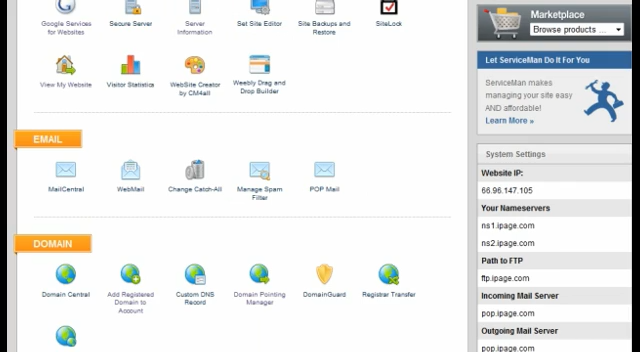 Google Services for Websites
Secure Server
Server Information
Set Site Editor
Site Backups and Restore
SiteLock
View My Website
Visitor Statistics
WebSite Creator by CM4all
Weebly Drag and Drop Builder
EMAIL
MailCentral
WebMail
Change Catch-All
Manage Spam Filter
POP Mail
DOMAIN
Domain Central
Add Registered Domain to Account
Custom DNS Record
Domain Pointing Manager
DomainGuard
Registrar Transfer
Marketplace
Browse products ...
Let ServiceMan Do It For You
ServiceMan makes
managing your site easy
AND affordable!
Learn More »
System Settings
Website IP:
66.96.147.105
Your Nameservers
ns1.ipage.com
ns2.ipage.com
Path to FTP
ftp.ipage.com
Incoming Mail Server
pop.ipage.com
Outgoing Mail Server
pop.ipage.com